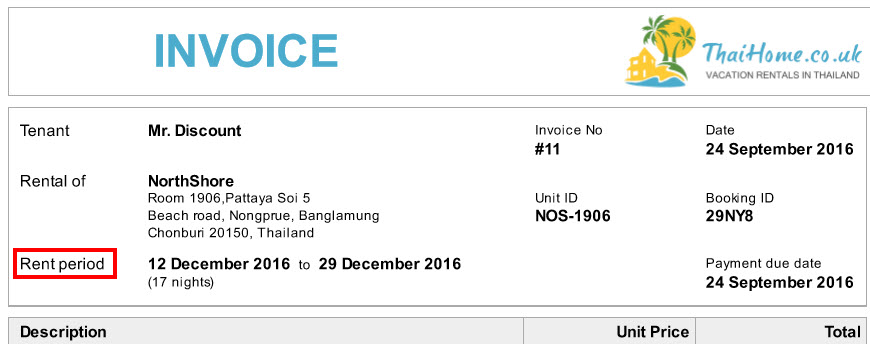 INVOICE
ThaiHome.co.uk
VACATION RENTALS IN THAILAND
Tenant Mr. Discount Invoice No Date
#11 24 September 2016
Rental of NorthShore
Room 1906,Pattaya Soi 5 Unit ID Booking ID
Beach road, Nongprue, Banglamung NOS-1906 29NY8
Chonburi 20150, Thailand
Rent period 12 December 2016 to 29 December 2016 Payment due date
(17 nights) 24 September 2016
Description Unit Price Total